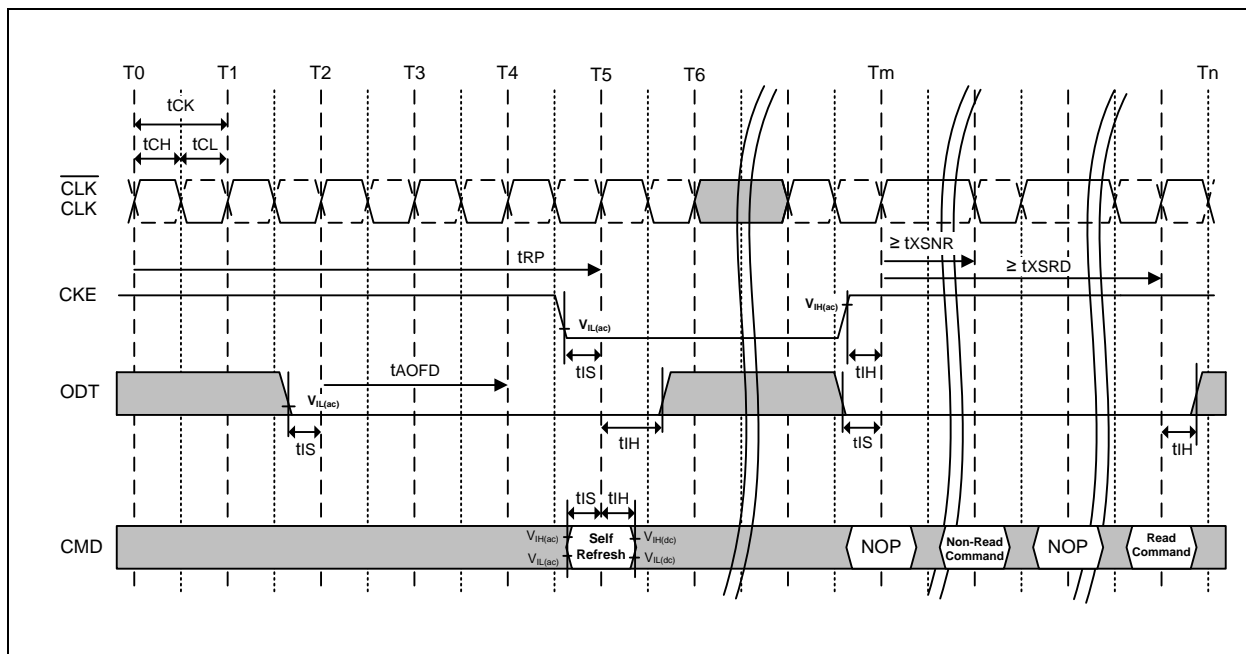 T0 T1 T2 T3 T4 T5 T6 Tm Tn
tCK
tCH tCL
CLK
CLK
≥ tXSNR
tRP
≥ tXSRD
CKE
VIH(ac)
VIL(ac)
tIS
tAOFD
tIH
ODT
VIL(ac)
tIS
tIH
tIS
tIH
tIS tIH
VIH(ac)
VIH(dc)
CMD
Self
Refresh
NOP
Non-Read
Command
NOP
Read
Command
VIL(ac)
VIL(dc)